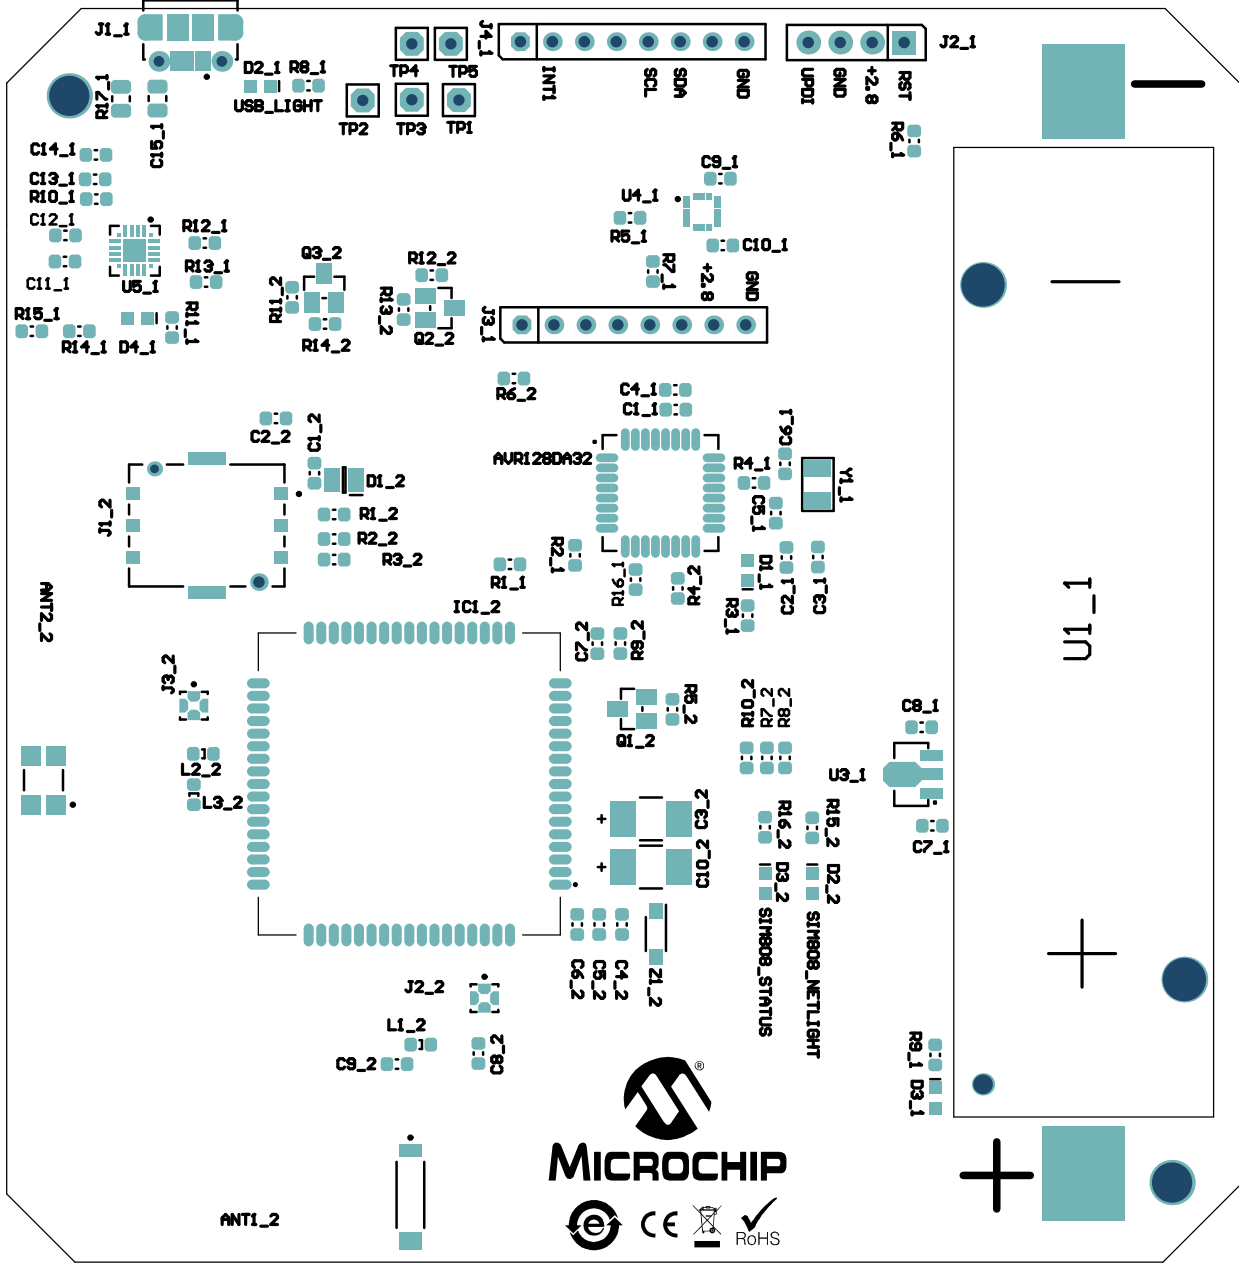 J1_1
J4_1
J2_1
TP4
TP5
D2_1
R8_1
USB_LIGHT
R17_1
C15_1
TP2
TP3
TP1
INT1
SCL
SDA
GND
UPDI
GND
+2.8
RST
R6_1
C14_1
C13_1
R10_1
C12_1
C11_1
R12_1
R13_1
U5_1
R15_1
R14_1
D4_1
R11_1
Q3_2
R11_2
R14_2
R12_2
R13_2
Q2_2
C9_1
U4_1
R5_1
C10_1
R7_1
+2.8
GND
J3_1
R6_2
C4_1
C1_1
AVR128DA32
C6_1
R4_1
Y1_1
C5_1
C2_2
C1_2
D1_2
J1_2
R1_2
R2_2
R3_2
R1_1
R2_1
R16_1
R4_2
D1_1
C2_1
C3_1
R3_1
ANT2_2
IC1_2
C7_2
R9_2
U1_1
J3_2
Q1_2
R5_2
R10_2
R7_2
R8_2
C8_1
U3_1
C7_1
L2_2
L3_2
+
C3_2
+
C10_2
R16_2
R15_2
D3_2
D2_2
SIM808_STATUS
SIM808_NETLIGHT
C6_2
C5_2
C4_2
Z1_2
J2_2
L1_2
C9_2
C8_2
R9_1
D3_1
®
MICROCHIP
ANT1_2
e
CE
RoHS